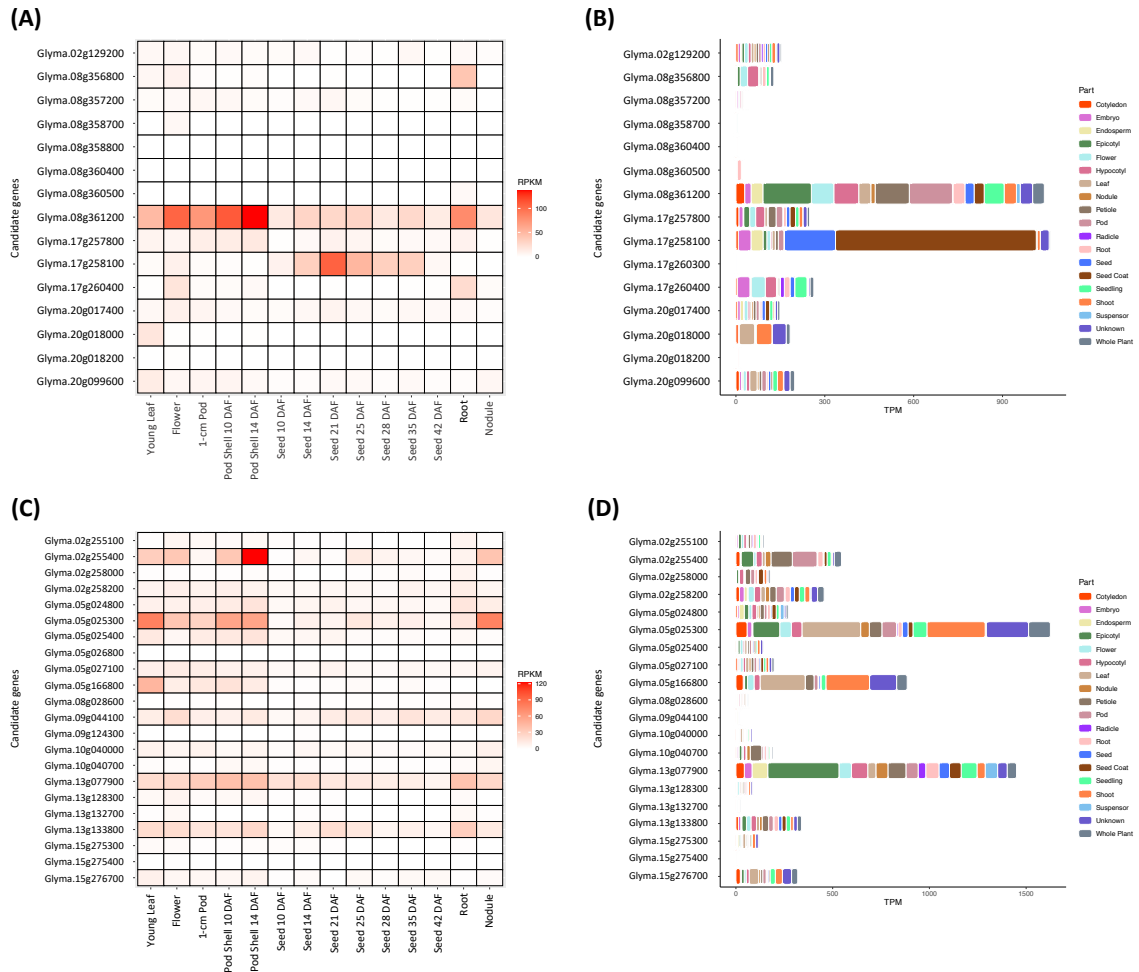 (A)
Candidate genes
Glyma.02g129200
Glyma.08g356800
Glyma.08g357200
Glyma.08g358700
Glyma.08g358800
Glyma.08g360400
Glyma.08g360500
Glyma.08g361200
Glyma.17g257800
Glyma.17g258100
Glyma.17g260400
Glyma.20g017400
Glyma.20g018000
Glyma.20g018200
Glyma.20g099600
Young Leaf
Flower
1-cm Pod
Pod Shell 10 DAF
Pod Shell 14 DAF
Seed 10 DAF
Seed 14 DAF
Seed 21 DAF
Seed 25 DAF
Seed 28 DAF
Seed 35 DAF
Seed 42 DAF
Root
Nodule
RPKM
100
50
0
(B)
Candidate genes
Glyma.02g129200
Glyma.08g356800
Glyma.08g357200
Glyma.08g358700
Glyma.08g360400
Glyma.08g360500
Glyma.08g361200
Glyma.17g257800
Glyma.17g258100
Glyma.17g260300
Glyma.17g260400
Glyma.20g017400
Glyma.20g018000
Glyma.20g018200
Glyma.20g099600
0
300
600
900
TPM
Part
Cotyledon
Embryo
Endosperm
Epicotyl
Flower
Hypocotyl
Leaf
Nodule
Petiole
Pod
Radicle
Root
Seed
Seed Coat
Seedling
Shoot
Suspensor
Unknown
Whole Plant
(C)
Candidate genes
Glyma.02g255100
Glyma.02g255400
Glyma.02g258000
Glyma.02g258200
Glyma.05g024800
Glyma.05g025300
Glyma.05g025400
Glyma.05g026800
Glyma.05g027100
Glyma.05g166800
Glyma.08g028600
Glyma.09g044100
Glyma.09g124300
Glyma.10g040000
Glyma.10g040700
Glyma.13g077900
Glyma.13g128300
Glyma.13g132700
Glyma.13g133800
Glyma.15g275300
Glyma.15g275400
Glyma.15g276700
Young Leaf
Flower
1-cm Pod
Pod Shell 10 DAF
Pod Shell 14 DAF
Seed 10 DAF
Seed 14 DAF
Seed 21 DAF
Seed 25 DAF
Seed 28 DAF
Seed 35 DAF
Seed 42 DAF
Root
Nodule
RPKM
120
90
60
30
0
(D)
Candidate genes
Glyma.02g255100
Glyma.02g255400
Glyma.02g258000
Glyma.02g258200
Glyma.05g024800
Glyma.05g025300
Glyma.05g025400
Glyma.05g027100
Glyma.05g166800
Glyma.08g028600
Glyma.09g044100
Glyma.10g040000
Glyma.10g040700
Glyma.13g077900
Glyma.13g128300
Glyma.13g132700
Glyma.13g133800
Glyma.15g275300
Glyma.15g275400
Glyma.15g276700
0
500
1000
1500
TPM
Part
Cotyledon
Embryo
Endosperm
Epicotyl
Flower
Hypocotyl
Leaf
Nodule
Petiole
Pod
Radicle
Root
Seed
Seed Coat
Seedling
Shoot
Suspensor
Unknown
Whole Plant